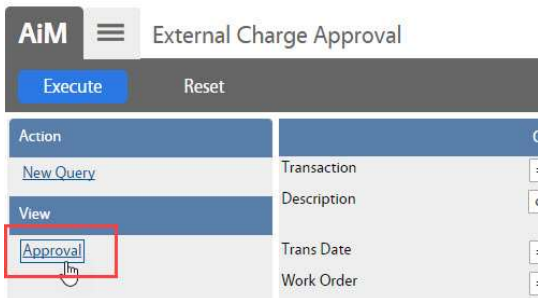 AiM External Charge Approval
Execute Reset
Action
New Query
View
Approval
Transaction
Description
Trans Date
Work Order